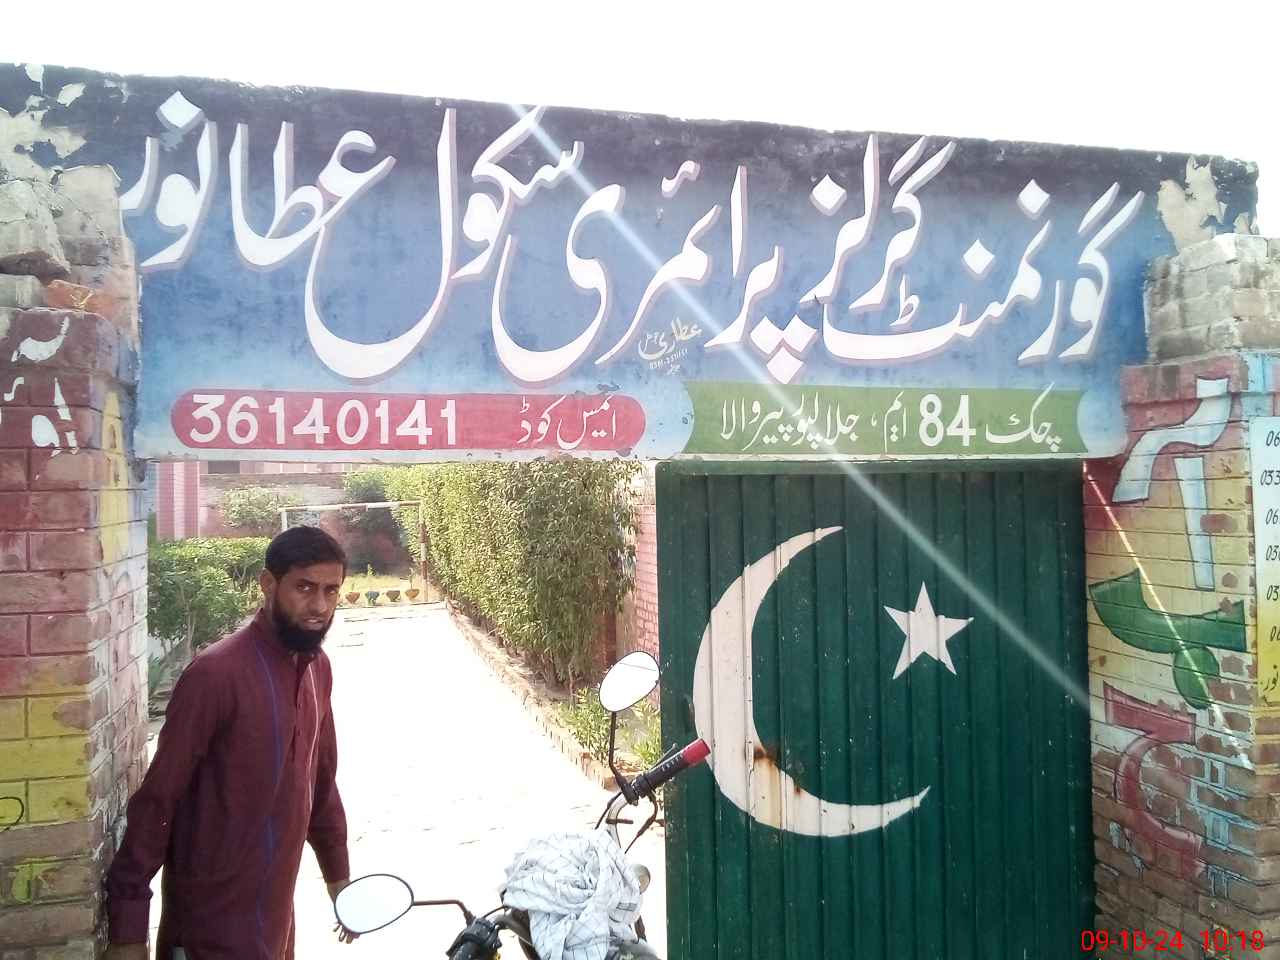 گورنمنٹ گرلز پرائمری سکول عطا نور
عطاری
چک 84 ایم، جلالپور پیروالا
ایمس کوڈ 36140141
09-10-24 10:18